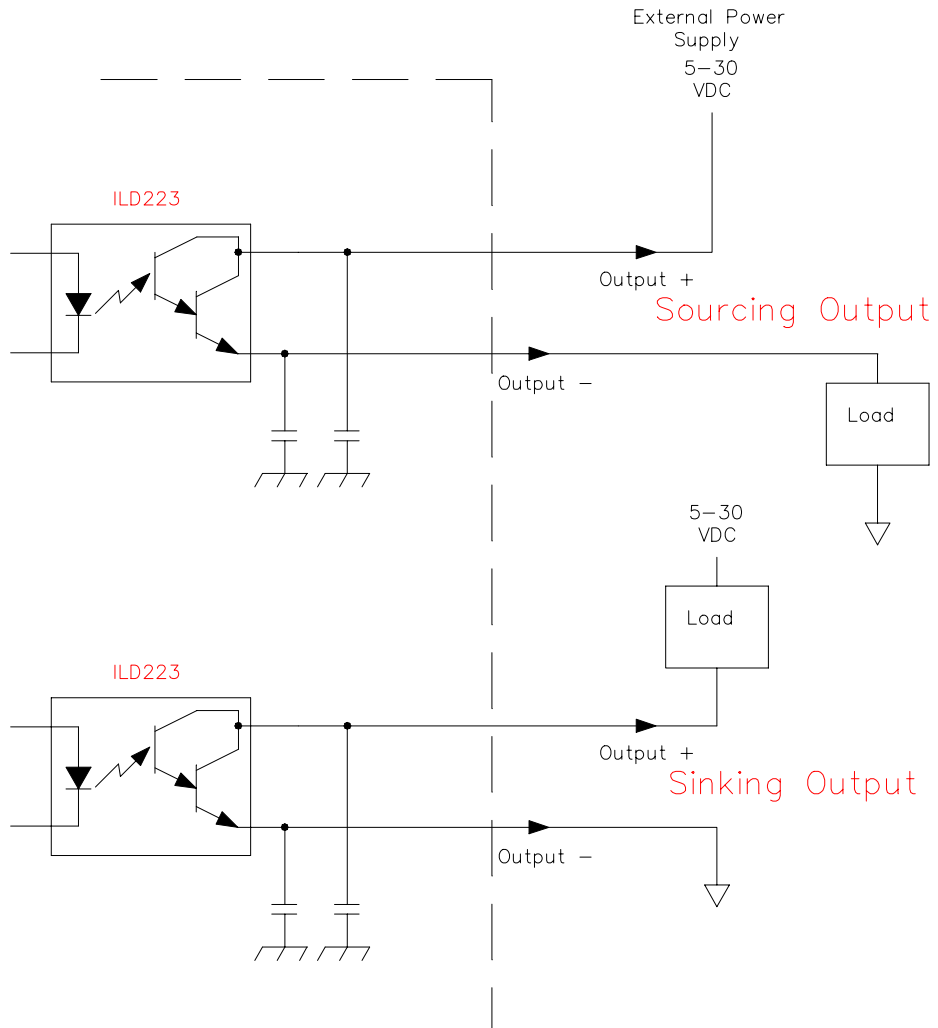 External Power
Supply
5-30
VDC
ILD223
Output +
Sourcing Output
Output -
Load
5-30
VDC
Load
ILD223
Output +
Sinking Output
Output -